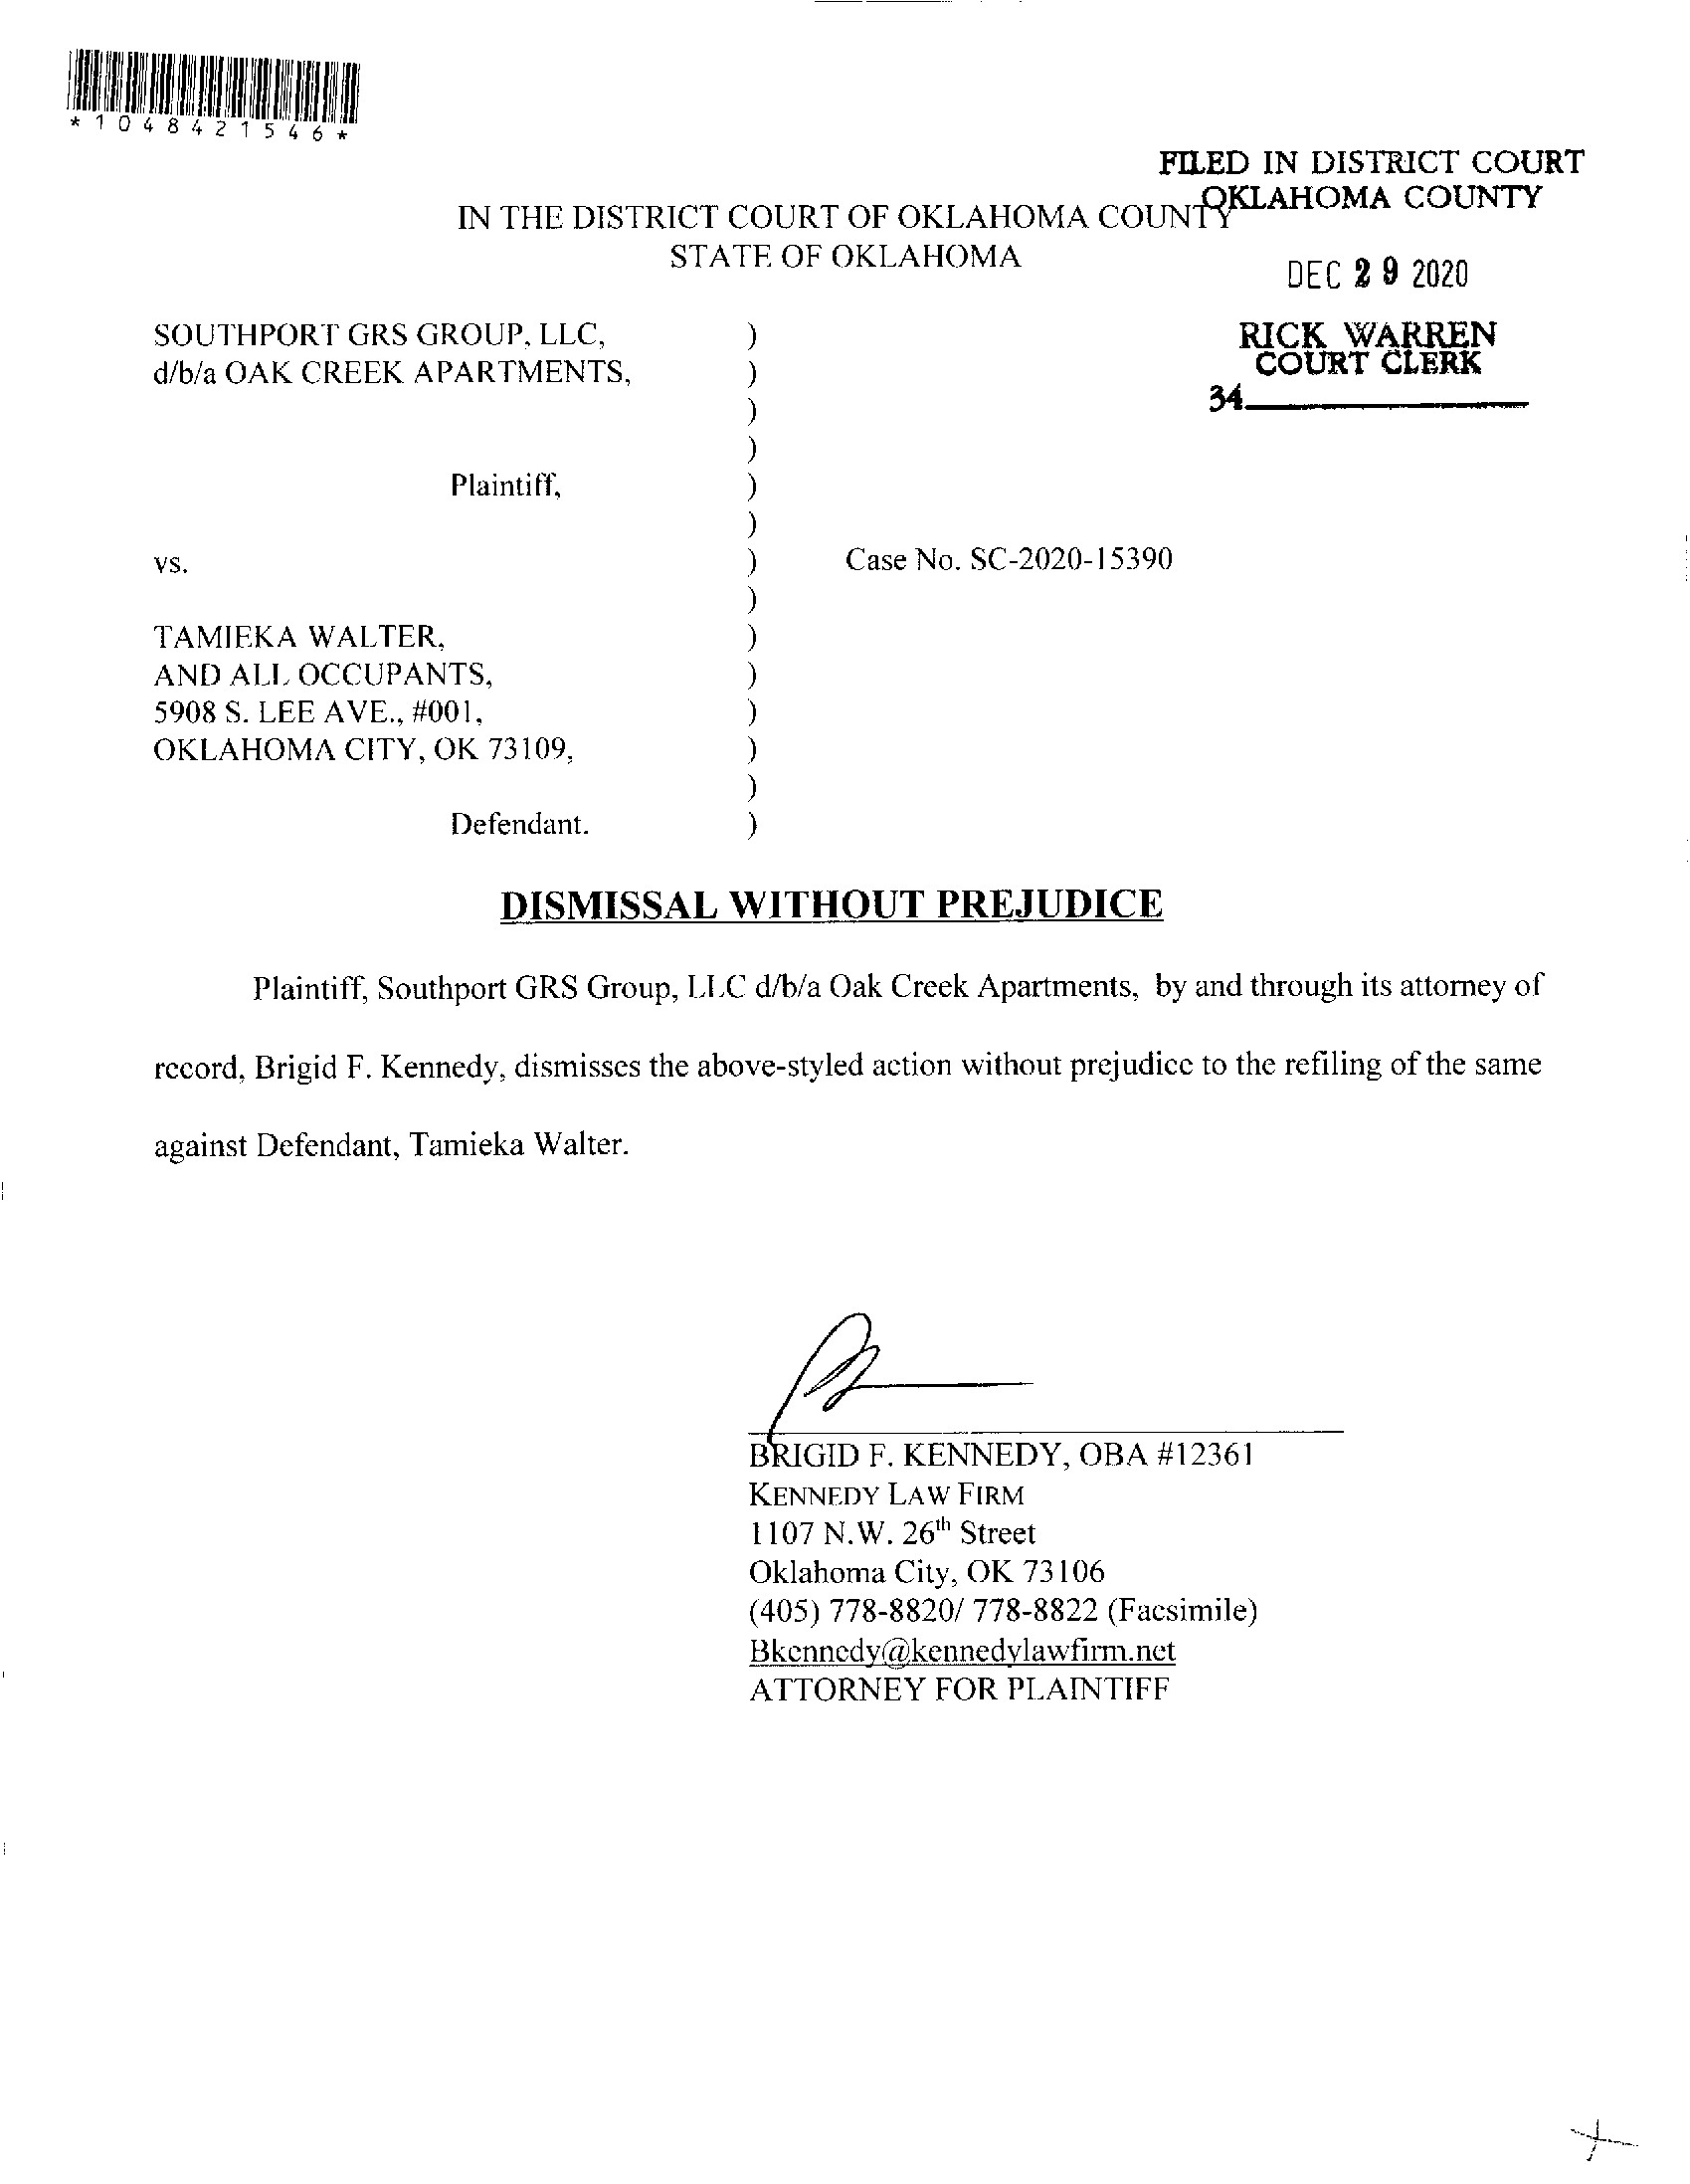 *1048421546*
FILED IN DISTRICT COURT
OKLAHOMA COUNTY
IN THE DISTRICT COURT OF OKLAHOMA COUNTY
STATE OF OKLAHOMA
DEC 29 2020
RICK WARREN
COURT CLERK
34
SOUTHPORT GRS GROUP, LLC, )
d/b/a OAK CREEK APARTMENTS, )
)
)
Plaintiff, )
)
vs. ) Case No. SC-2020-15390
)
TAMIEKA WALTER, )
AND ALL OCCUPANTS, )
5908 S. LEE AVE., #001, )
OKLAHOMA CITY, OK 73109, )
)
Defendant. )
DISMISSAL WITHOUT PREJUDICE
Plaintiff, Southport GRS Group, LLC d/b/a Oak Creek Apartments, by and through its attorney of
record, Brigid F. Kennedy, dismisses the above-styled action without prejudice to the refiling of the same
against Defendant, Tamieka Walter.
BRIGID F. KENNEDY, OBA #12361
KENNEDY LAW FIRM
1107 N.W. 26th Street
Oklahoma City, OK 73106
(405) 778-8820/ 778-8822 (Facsimile)
Bkennedy@kennedylawfirm.net
ATTORNEY FOR PLAINTIFF